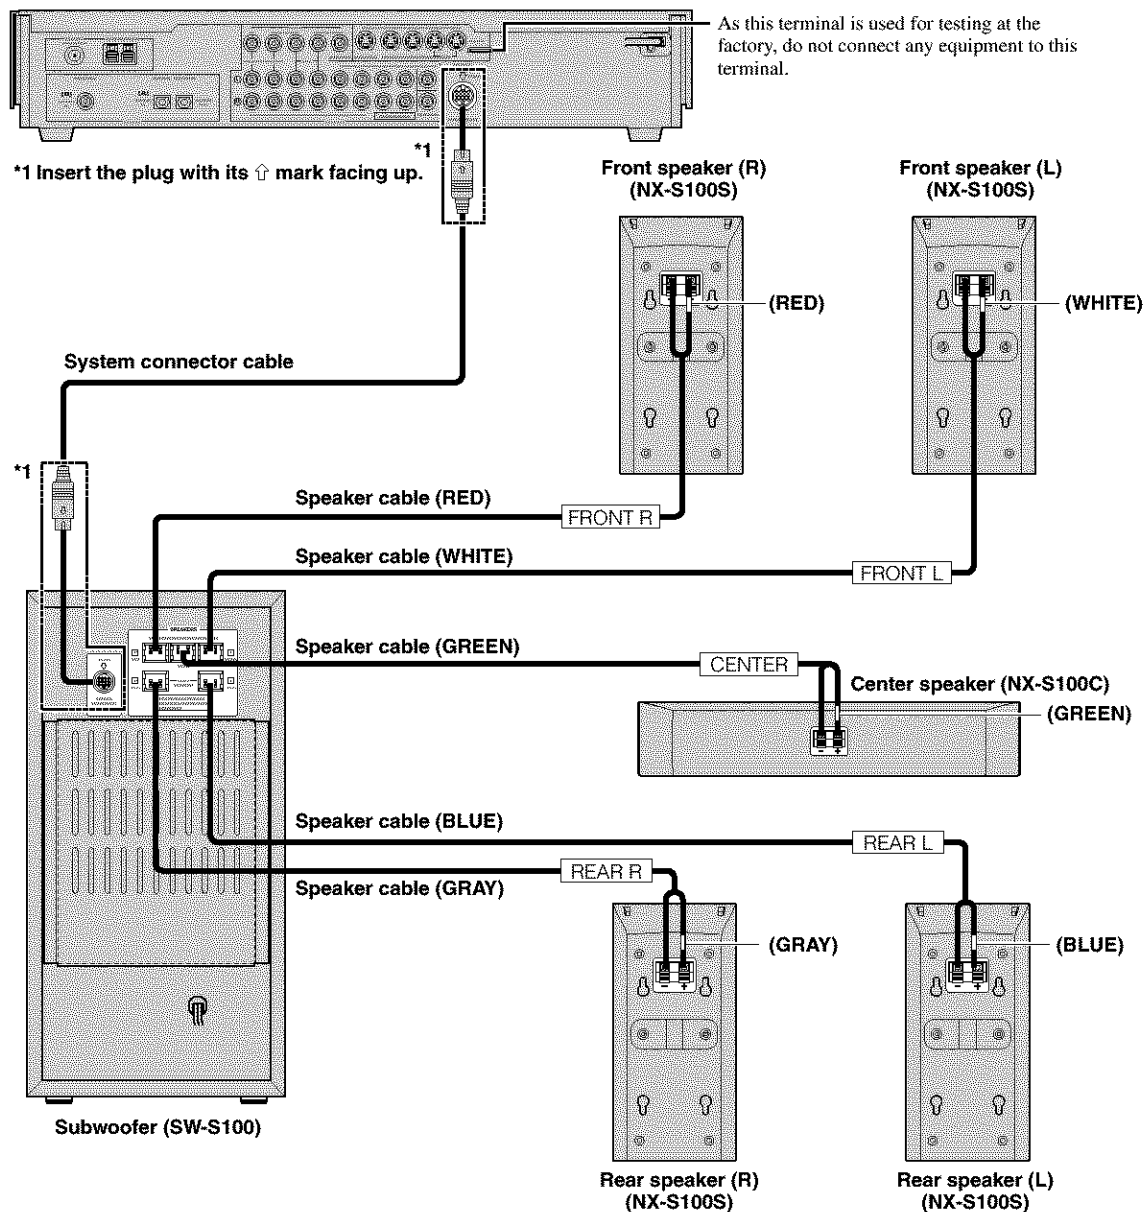 As this terminal is used for testing at the
factory, do not connect any equipment to this
terminal.
*1
*1 Insert the plug with its ⇧ mark facing up.
Front speaker (R)
(NX-S100S)
Front speaker (L)
(NX-S100S)
(RED)
(WHITE)
System connector cable
*1
Speaker cable (RED)
FRONT R
Speaker cable (WHITE)
FRONT L
SPEAKERS
Speaker cable (GREEN)
CENTER
Center speaker (NX-S100C)
(GREEN)
- +
Speaker cable (BLUE)
REAR L
Speaker cable (GRAY)
REAR R
(GRAY)
(BLUE)
- +
- +
Subwoofer (SW-S100)
Rear speaker (R)
(NX-S100S)
Rear speaker (L)
(NX-S100S)